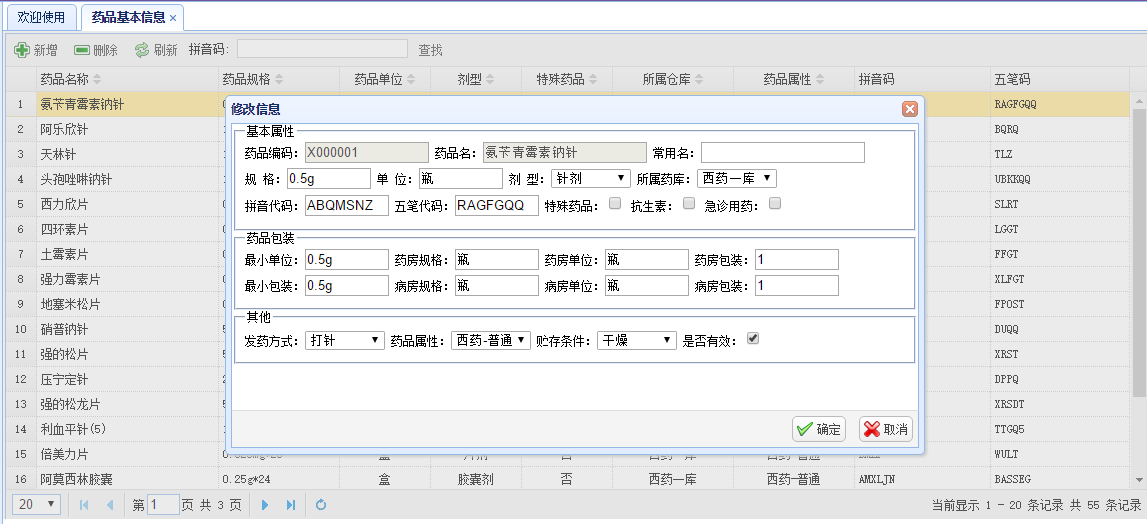 欢迎使用 药品基本信息 ×
新增 删除 刷新 拼音码: 查找
药品名称 药品规格 药品单位 剂型 特殊药品 所属仓库 药品属性 拼音码 五笔码
1 氨苄青霉素钠针 RAGFGQQ
修改信息
2 阿乐欣针 BQRQ
基本属性
药品编码: X000001 药品名: 氨苄青霉素钠针 常用名:
3 天林针 TLZ
规 格: 0.5g 单 位: 瓶 剂 型: 针剂 所属药库: 西药一库
4 头孢唑啉钠针 UBKKQQ
拼音代码: ABQMSNZ 五笔代码: RAGFGQQ 特殊药品: 抗生素: 急诊用药:
5 西力欣片 SLRT
6 四环素片 LGGT
药品包装
7 土霉素片 FFGT
最小单位: 0.5g 药房规格: 瓶 药房单位: 瓶 药房包装: 1
8 强力霉素片 XLFGT
最小包装: 0.5g 病房规格: 瓶 病房单位: 瓶 病房包装: 1
9 地塞米松片 FPOST
其他
10 硝普钠针 DUQQ
发药方式: 打针 药品属性: 西药-普通 贮存条件: 干燥 是否有效:
11 强的松片 XRST
12 压宁定针 DPPQ
13 强的松龙片 XRSDT
14 利血平针(5) TTGQ5
确定 取消
15 倍美力片 WULT
16 阿莫西林胶囊 0.25g*24 盒 胶囊剂 否 西药一库 西药-普通 AMXLJN BASSEG
20 第 1 页 共 3 页 当前显示 1 - 20 条记录 共 55 条记录